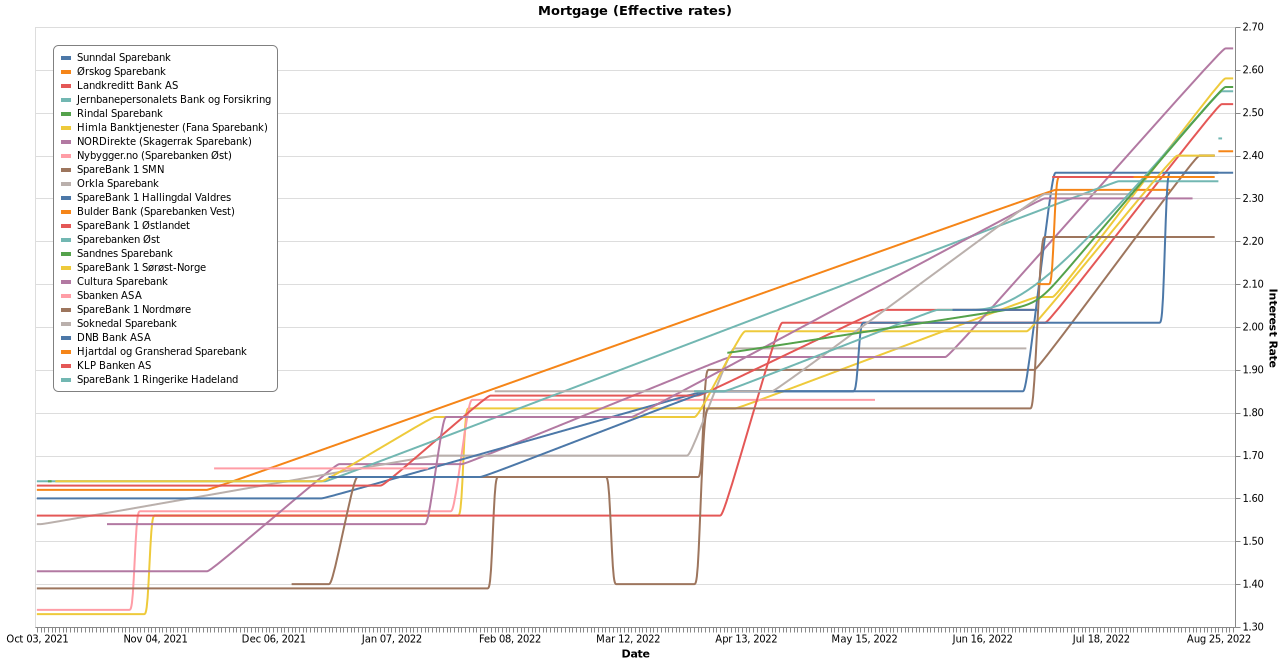 Mortgage (Effective rates)
Sunndal Sparebank
Ørskog Sparebank
Landkreditt Bank AS
Jernbanepersonalets Bank og Forsikring
Rindal Sparebank
Himla Banktjenester (Fana Sparebank)
NORDirekte (Skagerrak Sparebank)
Nybygger.no (Sparebanken Øst)
SpareBank 1 SMN
Orkla Sparebank
SpareBank 1 Hallingdal Valdres
Bulder Bank (Sparebanken Vest)
SpareBank 1 Østlandet
Sparebanken Øst
Sandnes Sparebank
SpareBank 1 Sørøst-Norge
Cultura Sparebank
Sbanken ASA
SpareBank 1 Nordmøre
Soknedal Sparebank
DNB Bank ASA
Hjartdal og Gransherad Sparebank
KLP Banken AS
SpareBank 1 Ringerike Hadeland
2.70
2.60
2.50
2.40
2.30
2.20
2.10
2.00
1.90
1.80
1.70
1.60
1.50
1.40
1.30
Interest Rate
Oct 03, 2021 Nov 04, 2021 Dec 06, 2021 Jan 07, 2022 Feb 08, 2022 Mar 12, 2022 Apr 13, 2022 May 15, 2022 Jun 16, 2022 Jul 18, 2022 Aug 25, 2022
Date